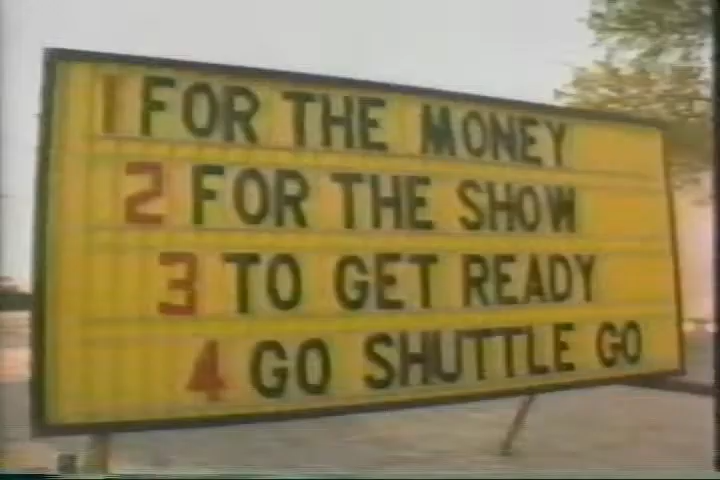 1 FOR THE MONEY
2 FOR THE SHOW
3 TO GET READY
4 GO SHUTTLE GO